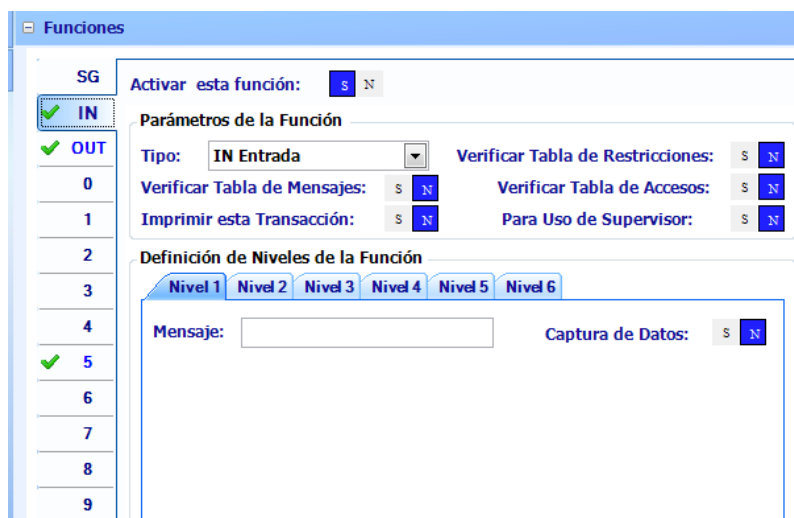 Funciones
SG
Activar esta función: S N
IN
Parámetros de la Función
OUT
Tipo: IN Entrada Verificar Tabla de Restricciones: S N
0
Verificar Tabla de Mensajes: S N Verificar Tabla de Accesos: S N
1
Imprimir esta Transacción: S N Para Uso de Supervisor: S N
2
Definición de Niveles de la Función
3
Nivel 1 Nivel 2 Nivel 3 Nivel 4 Nivel 5 Nivel 6
4
Mensaje: Captura de Datos: S N
5
6
7
8
9